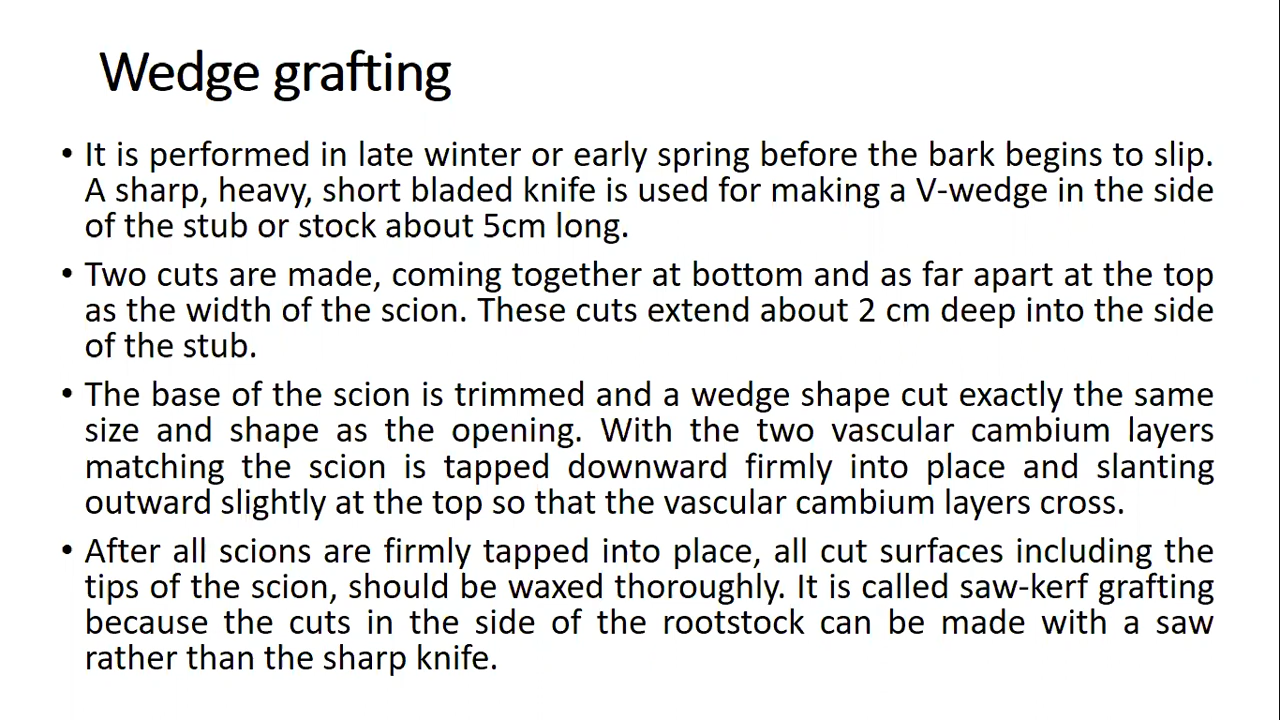 Wedge grafting
• It is performed in late winter or early spring before the bark begins to slip.
A sharp, heavy, short bladed knife is used for making a V-wedge in the side
of the stub or stock about 5cm long.
• Two cuts are made, coming together at bottom and as far apart at the top
as the width of the scion. These cuts extend about 2 cm deep into the side
of the stub.
• The base of the scion is trimmed and a wedge shape cut exactly the same
size and shape as the opening. With the two vascular cambium layers
matching the scion is tapped downward firmly into place and slanting
outward slightly at the top so that the vascular cambium layers cross.
• After all scions are firmly tapped into place, all cut surfaces including the
tips of the scion, should be waxed thoroughly. It is called saw-kerf grafting
because the cuts in the side of the rootstock can be made with a saw
rather than the sharp knife.